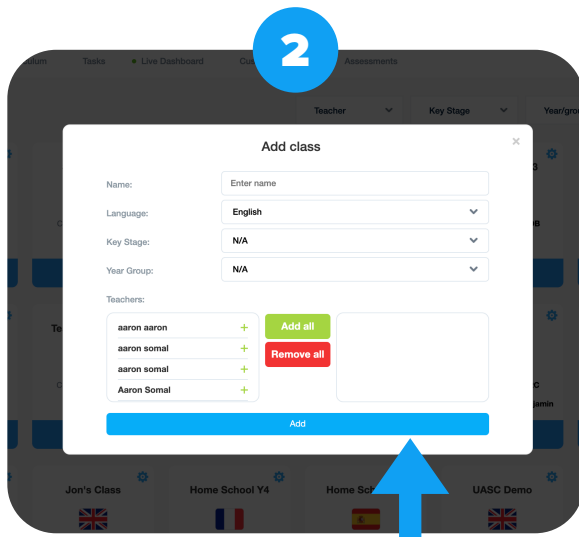 2
Tasks
Live Dashboard
Assessments
Teacher
Key Stage
Add class
×
Name:
Enter name
Language:
English
Key Stage:
N/A
Year Group:
N/A
Teachers:
aaron aaron +
aaron somal +
aaron somal +
Aaron Somal +
Add all
Remove all
Add
Jon's Class
Home School Y4
UASC Demo